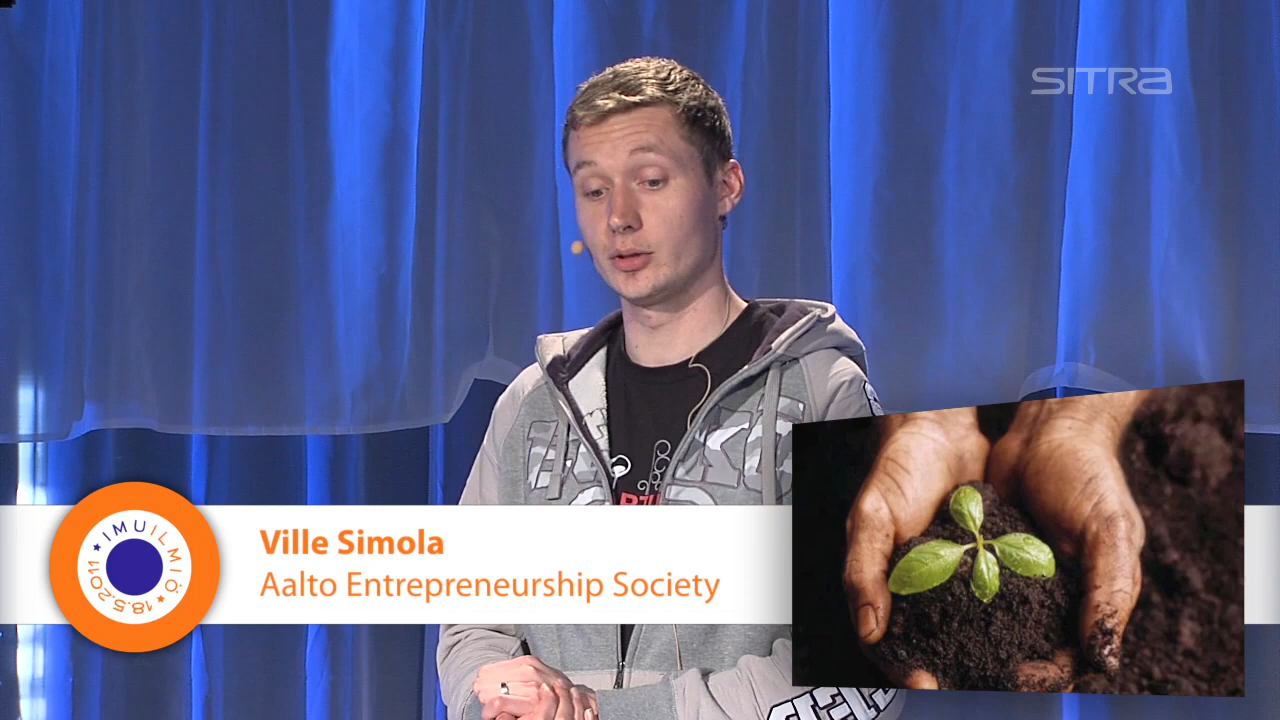 SITRA
Ville Simola
Aalto Entrepreneurship Society
IMUILMIÖ
★ 18.5.2011 ★